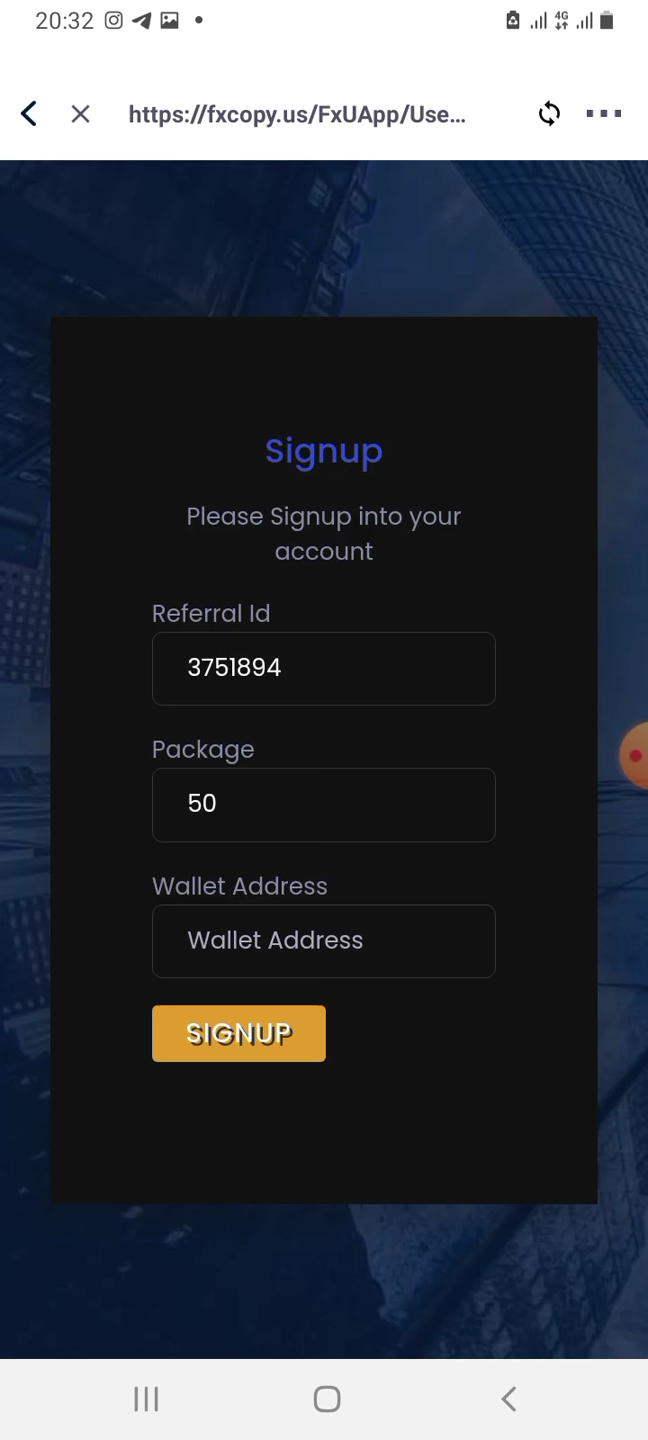 20:32
4G
https://fxcopy.us/FxUApp/Use...
Signup
Please Signup into your
account
Referral Id
3751894
Package
50
Wallet Address
Wallet Address
SIGNUP